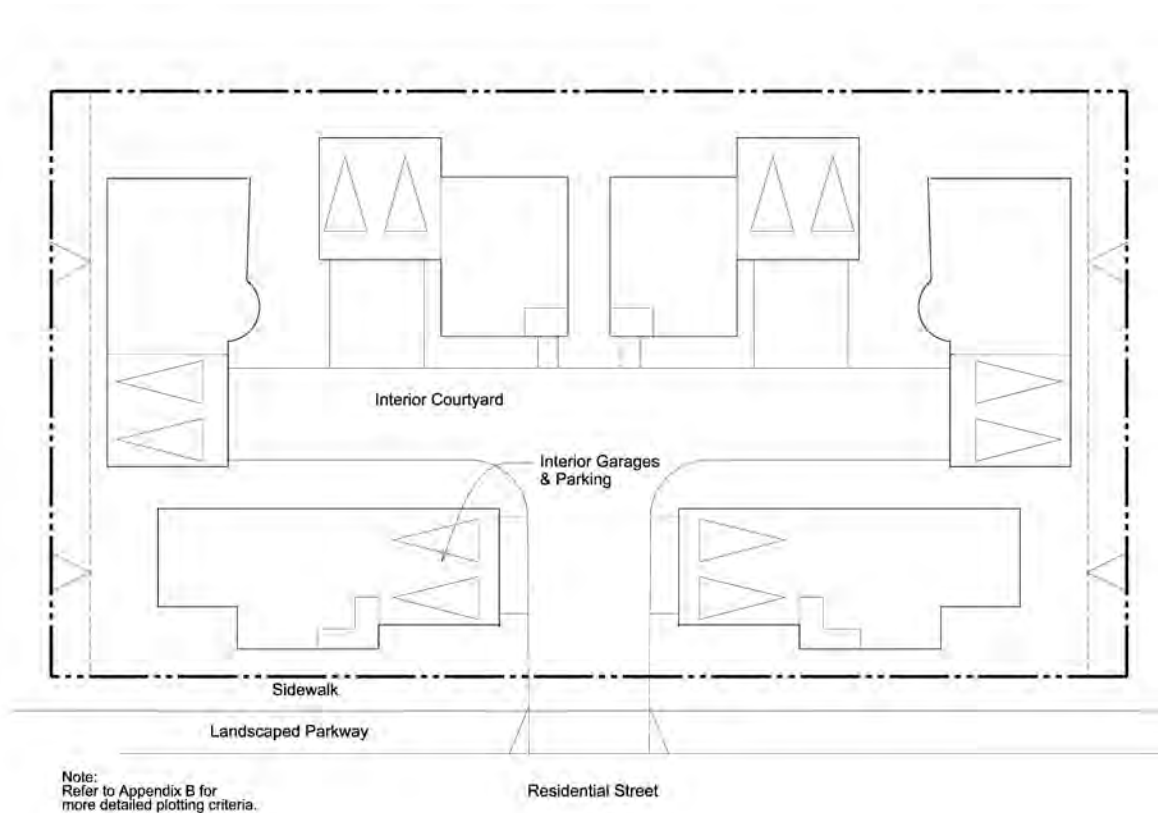 Interior Courtyard
Interior Garages
& Parking
Sidewalk
Landscaped Parkway
Note:
Refer to Appendix B for
more detailed plotting criteria.
Residential Street